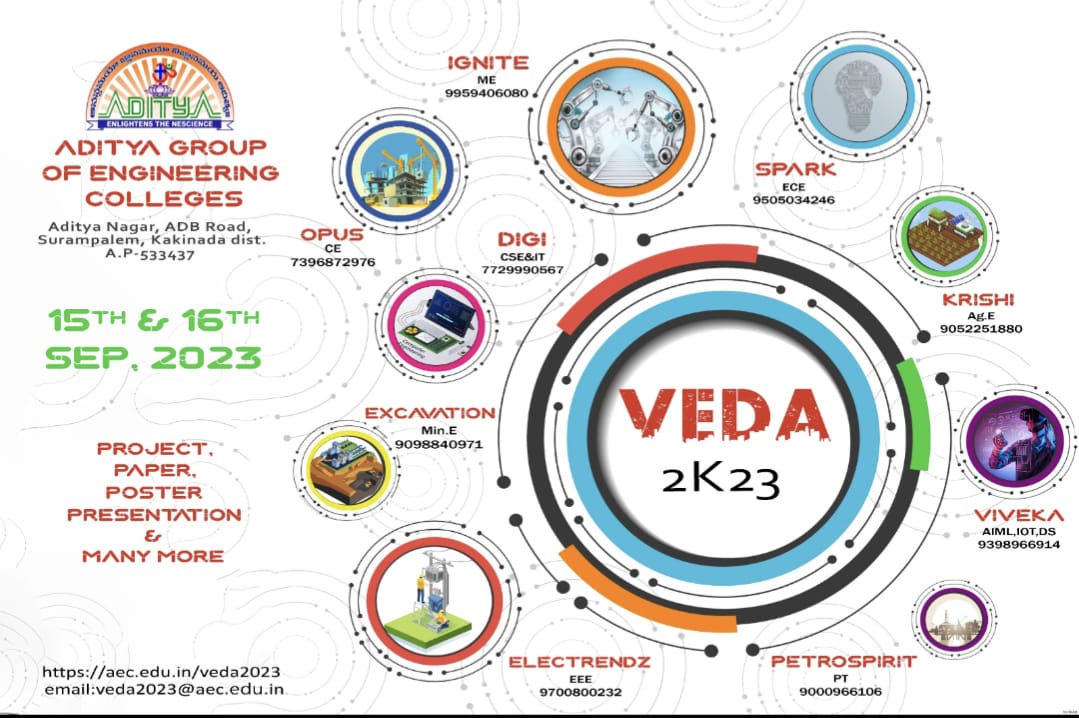 ADITYA
ENLIGHTENS THE NESCIENCE
ADITYA GROUP
OF ENGINEERING
COLLEGES
Aditya Nagar, ADB Road,
Surampalem, Kakinada dist.
A.P-533437
15TH & 16TH
SEP, 2023
PROJECT,
PAPER,
POSTER
PRESENTATION
&
MANY MORE
https://aec.edu.in/veda2023
email:veda2023@aec.edu.in
IGNITE
ME
9959406080
SPARK
ECE
9505034246
OPUS
CE
7396872976
DIGI
CSE&IT
7729990567
KRISHI
Ag.E
9052251880
Computer
Engineering
EXCAVATION
Min.E
9098840971
VEDA
2K23
VIVEKA
AIML,IOT,DS
9398966914
ELECTRENDZ
EEE
9700800232
PETROSPIRIT
PT
9000966106